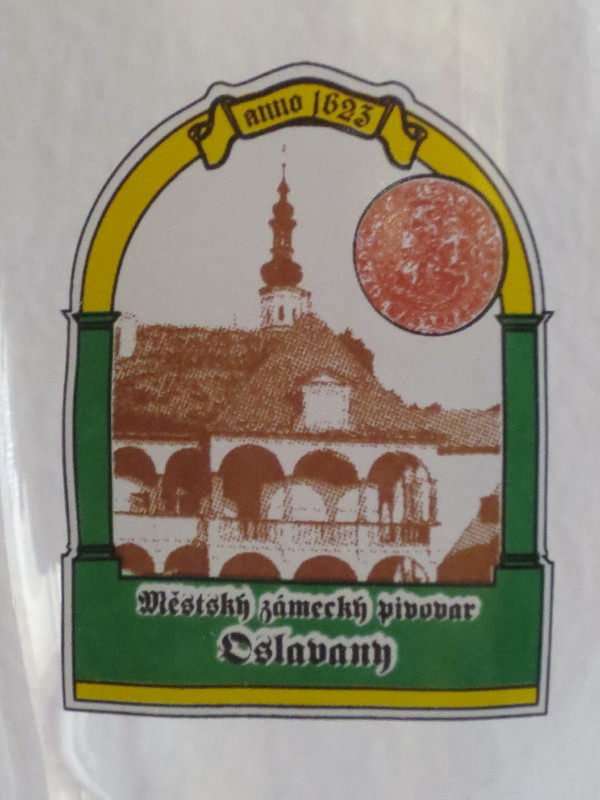 anno 1623
Městský zámecký pivovar
Oslavany